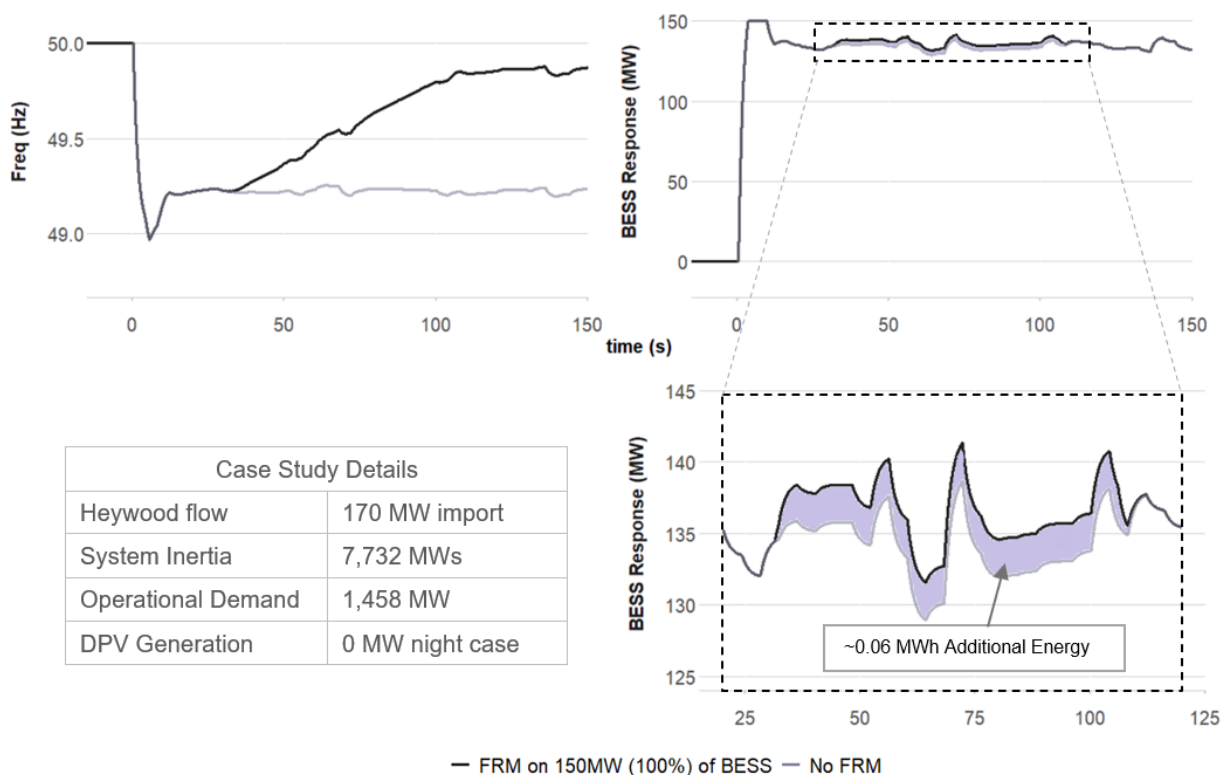 Freq (Hz)
50.0
49.5
49.0
0
50
100
150
BESS Response (MW)
150
100
50
0
0
50
100
150
time (s)
Case Study Details
Heywood flow 170 MW import
System Inertia 7,732 MWs
Operational Demand 1,458 MW
DPV Generation 0 MW night case
BESS Response (MW)
145
140
135
130
125
~0.06 MWh Additional Energy
25
50
75
100
125
FRM on 150MW (100%) of BESS No FRM